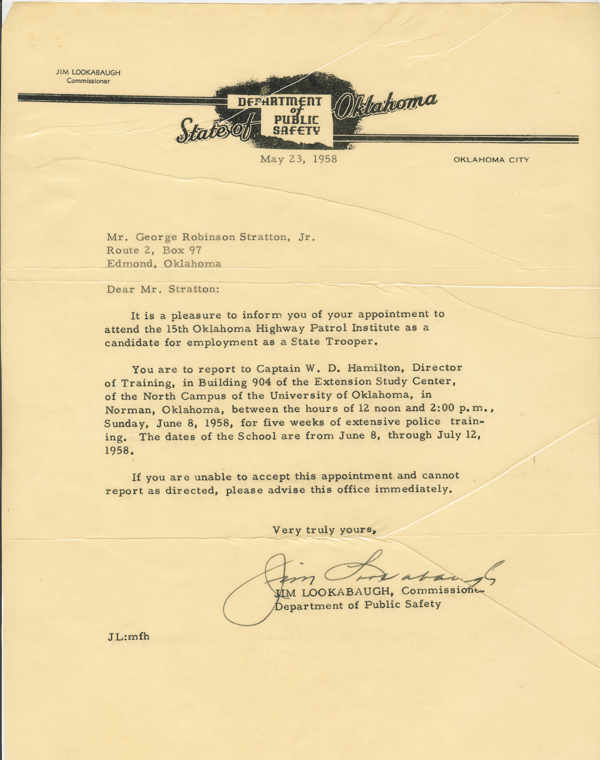 JIM LOOKABAUGH
Commissioner
DEPARTMENT
of
PUBLIC
SAFETY
State of Oklahoma
May 23, 1958
OKLAHOMA CITY
Mr. George Robinson Stratton, Jr.
Route 2, Box 97
Edmond, Oklahoma
Dear Mr. Stratton:
It is a pleasure to inform you of your appointment to
attend the 15th Oklahoma Highway Patrol Institute as a
candidate for employment as a State Trooper.
You are to report to Captain W. D. Hamilton, Director
of Training, in Building 904 of the Extension Study Center,
of the North Campus of the University of Oklahoma, in
Norman, Oklahoma, between the hours of 12 noon and 2:00 p.m.,
Sunday, June 8, 1958, for five weeks of extensive police train-
ing. The dates of the School are from June 8, through July 12,
1958.
If you are unable to accept this appointment and cannot
report as directed, please advise this office immediately.
Very truly yours,
Jim Lookabaugh
JIM LOOKABAUGH, Commissioner
Department of Public Safety
JL:mfh